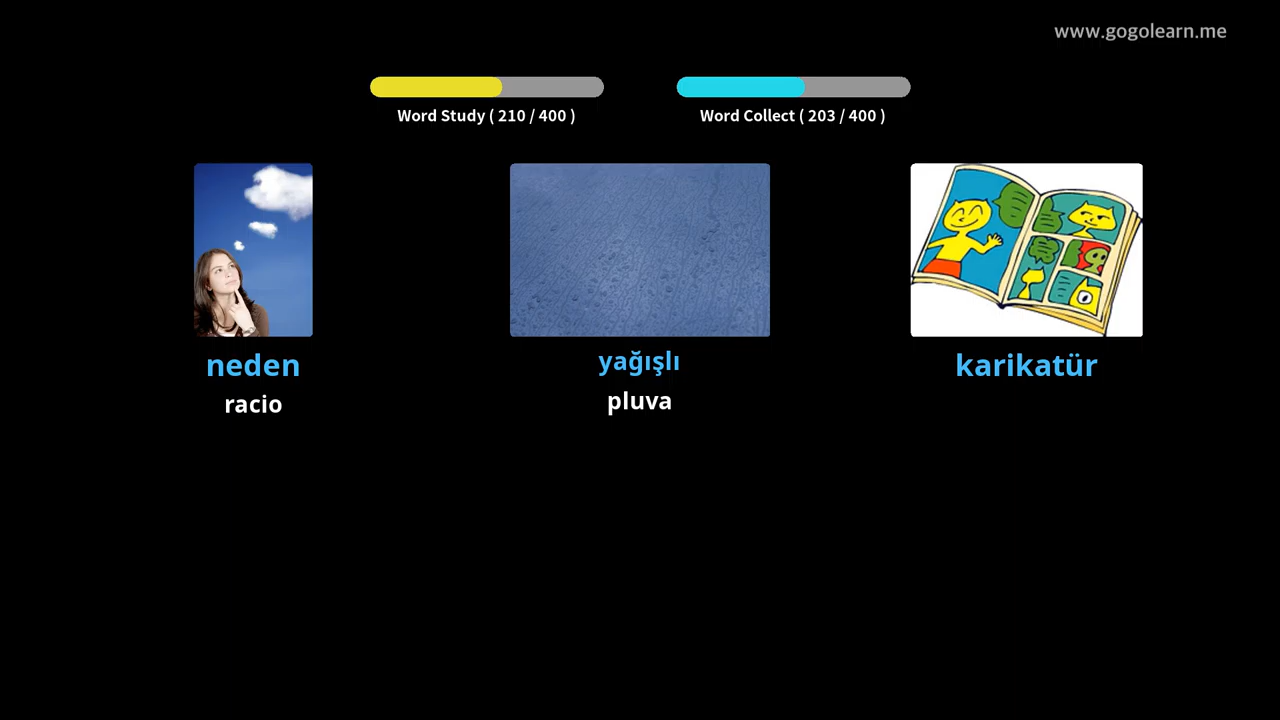 www.gogolearn.me
Word Study ( 210 / 400 )
Word Collect ( 203 / 400 )
neden
racio
yağışlı
pluva
karikatür